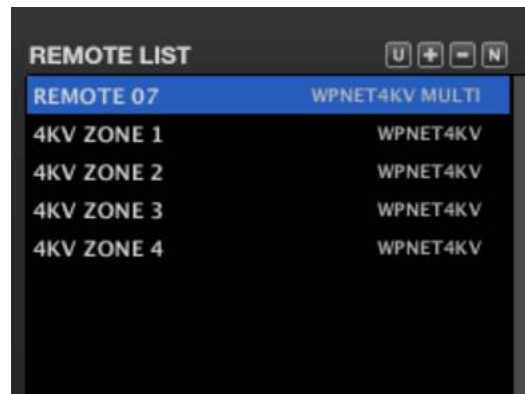 REMOTE LIST U + - N
REMOTE 07 WPNET4KV MULTI
4KV ZONE 1 WPNET4KV
4KV ZONE 2 WPNET4KV
4KV ZONE 3 WPNET4KV
4KV ZONE 4 WPNET4KV